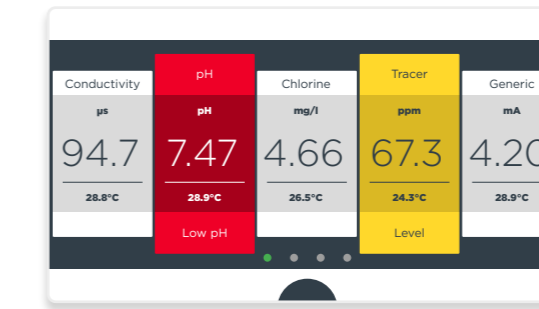 Conductivity
µs
94.7
28.8°C
pH
pH
7.47
28.9°C
Low pH
Chlorine
mg/l
4.66
26.5°C
Tracer
ppm
67.3
24.3°C
Level
Generic
mA
4.20
28.9°C